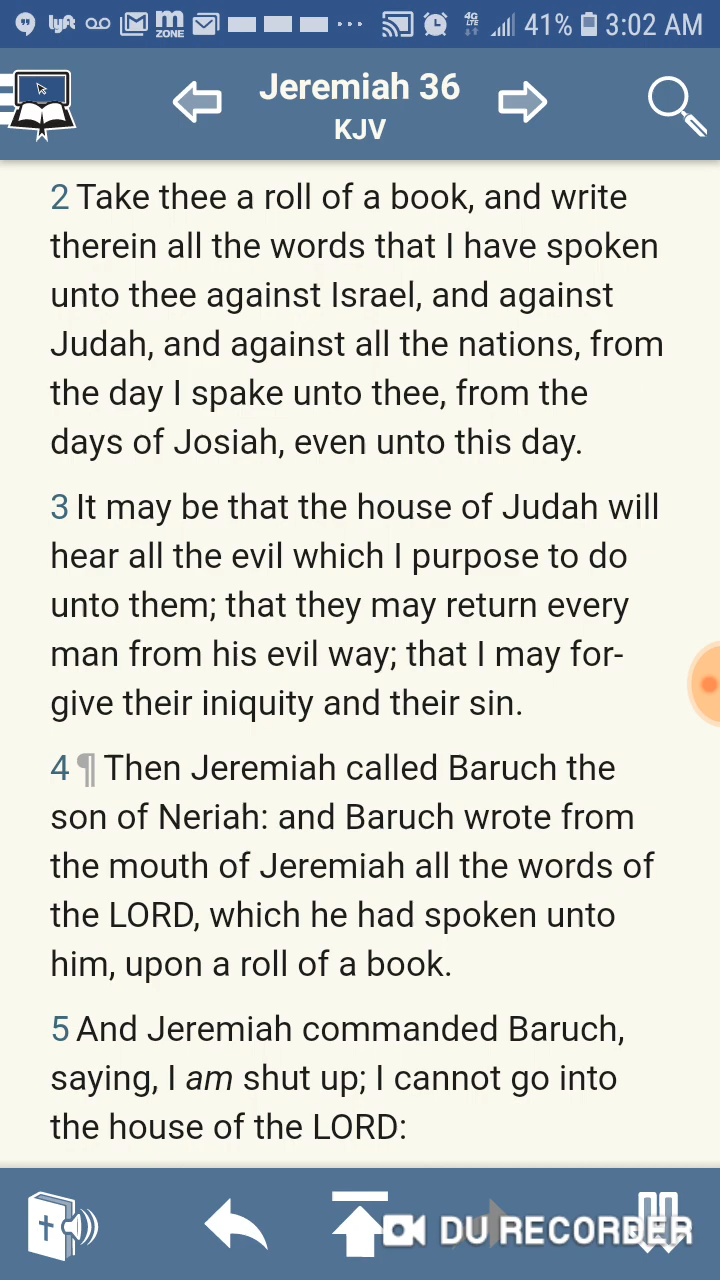 lyft m ZONE 4G LTE 41% 3:02 AM
Jeremiah 36
KJV
2 Take thee a roll of a book, and write
therein all the words that I have spoken
unto thee against Israel, and against
Judah, and against all the nations, from
the day I spake unto thee, from the
days of Josiah, even unto this day.
3 It may be that the house of Judah will
hear all the evil which I purpose to do
unto them; that they may return every
man from his evil way; that I may for-
give their iniquity and their sin.
4 ¶ Then Jeremiah called Baruch the
son of Neriah: and Baruch wrote from
the mouth of Jeremiah all the words of
the LORD, which he had spoken unto
him, upon a roll of a book.
5 And Jeremiah commanded Baruch,
saying, I am shut up; I cannot go into
the house of the LORD:
DU RECORDER